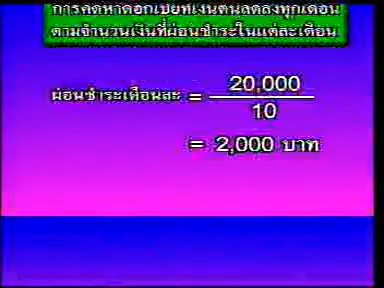 การคิดหาดอกเบี้ยที่เงินต้นลดลงทุกเดือน
ตามจำนวนเงินที่ผ่อนชำระในแต่ละเดือน
ผ่อนชำระเดือนละ = 20,000
10
= 2,000 บาท